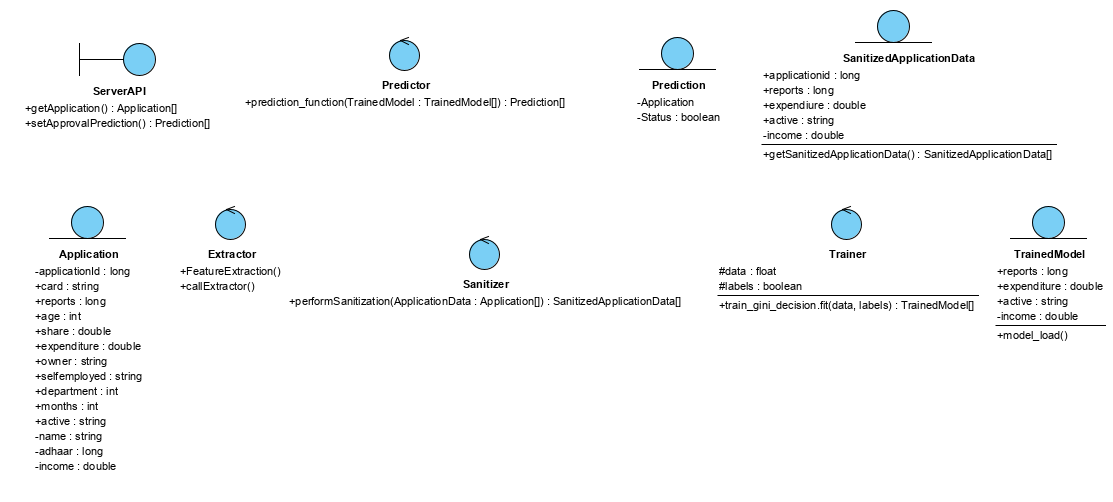 ServerAPI
+getApplication() : Application[]
+setApprovalPrediction() : Prediction[]
Predictor
+prediction_function(TrainedModel : TrainedModel[]) : Prediction[]
Prediction
-Application
-Status : boolean
SanitizedApplicationData
+applicationid : long
+reports : long
+expendiure : double
+active : string
-income : double
+getSanitizedApplicationData() : SanitizedApplicationData[]
Application
-applicationId : long
+card : string
+reports : long
+age : int
+share : double
+expenditure : double
+owner : string
+selfemployed : string
+department : int
+months : int
+active : string
-name : string
-adhaar : long
-income : double
Extractor
+FeatureExtraction()
+callExtractor()
Sanitizer
+performSanitization(ApplicationData : Application[]) : SanitizedApplicationData[]
Trainer
#data : float
#labels : boolean
+train_gini_decision.fit(data, labels) : TrainedModel[]
TrainedModel
+reports : long
+expenditure : double
+active : string
-income : double
+model_load()